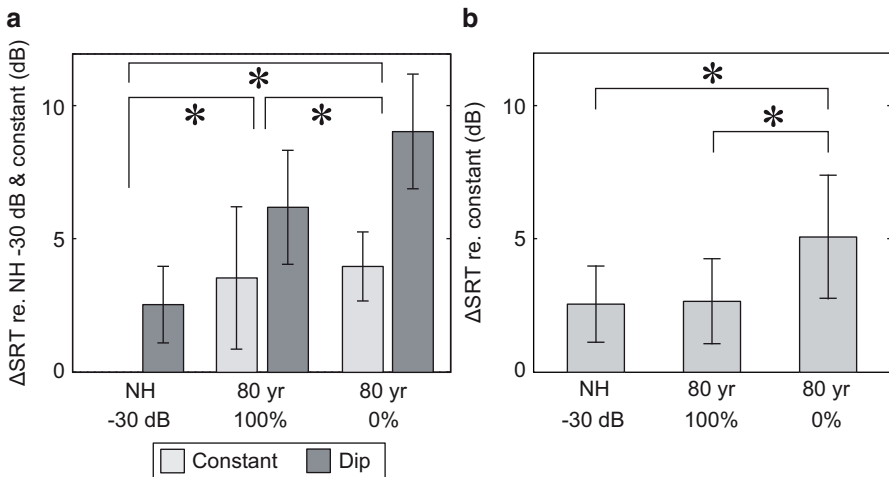 a
ΔSRT re. NH -30 dB & constant (dB)
10
5
0
*
*
*
NH
-30 dB
80 yr
100%
80 yr
0%
Constant
Dip
b
ΔSRT re. constant (dB)
10
5
0
*
*
NH
-30 dB
80 yr
100%
80 yr
0%